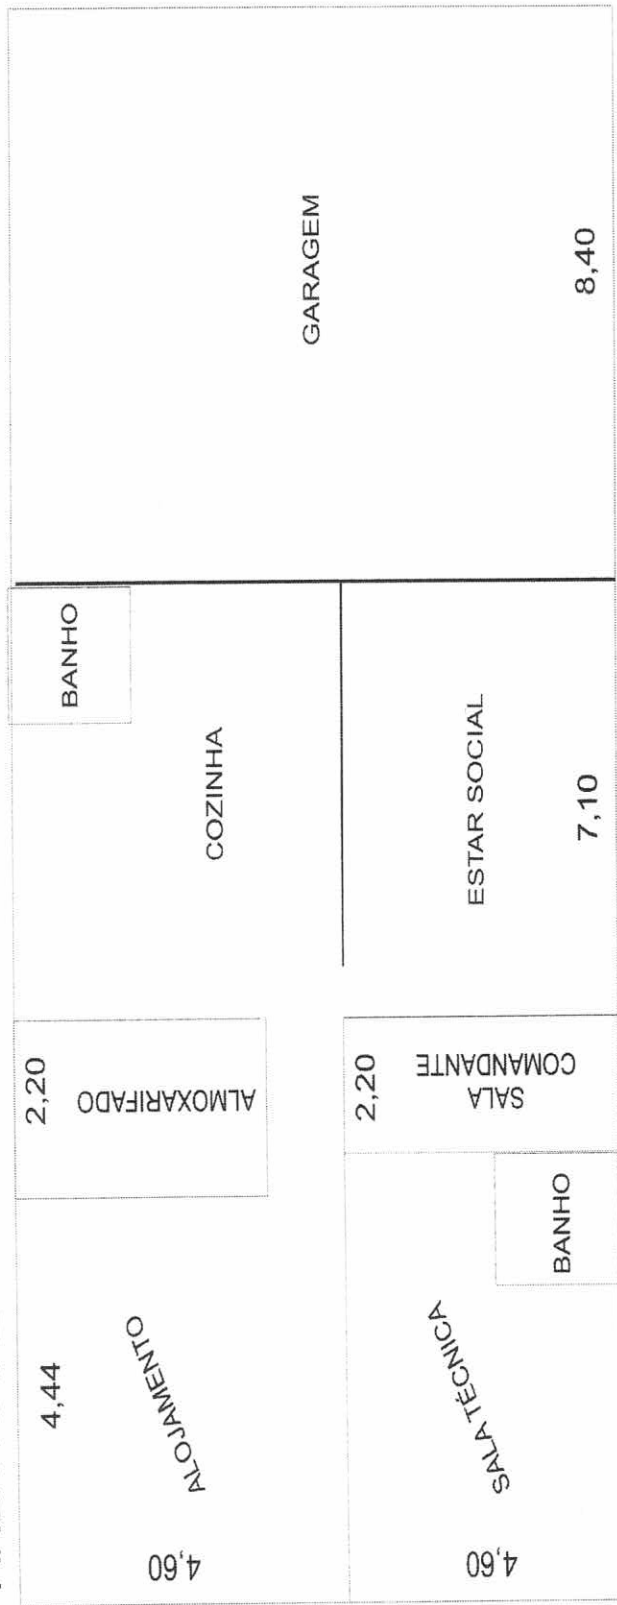 4,60
4,44
ALOJAMENTO
2,20
ALMOXARIFADO
BANHO
COZINHA
GARAGEM
4,60
SALA TÉCNICA
BANHO
2,20
SALA
COMANDANTE
ESTAR SOCIAL
7,10
8,40